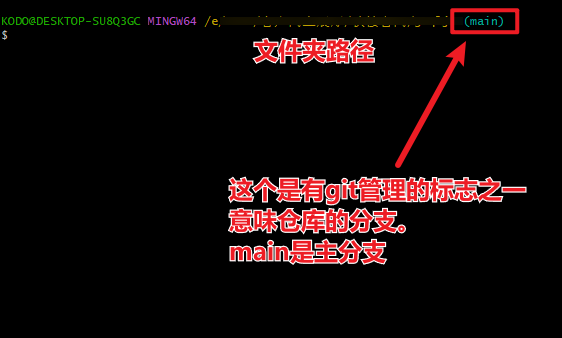 KODO@DESKTOP-SU8Q3GC MINGW64 /e/ (main)
$
文件夹路径
这个是有git管理的标志之一
意味仓库的分支。
main是主分支